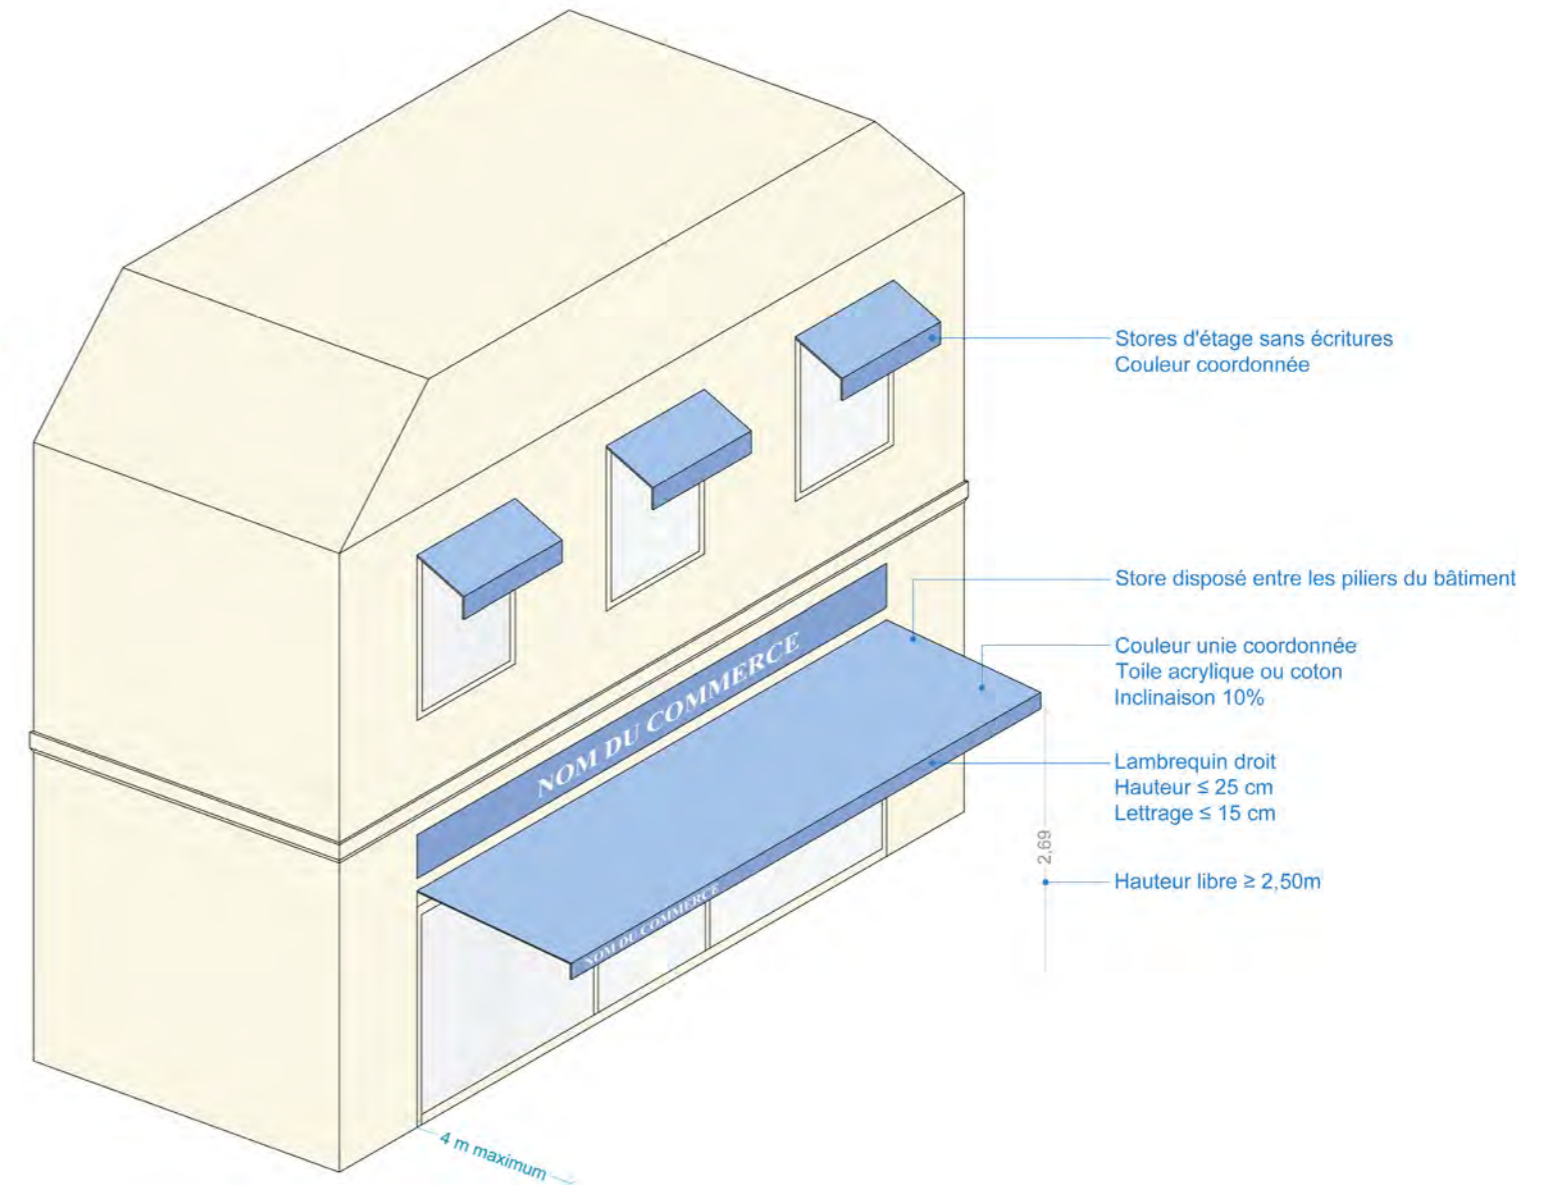 Stores d'étage sans écritures
Couleur coordonnée
Store disposé entre les piliers du bâtiment
NOM DU COMMERCE
Couleur unie coordonnée
Toile acrylique ou coton
Inclinaison 10%
Lambrequin droit
Hauteur ≤ 25 cm
Lettrage ≤ 15 cm
2,69
Hauteur libre ≥ 2,50m
NOM DU COMMERCE
4 m maximum